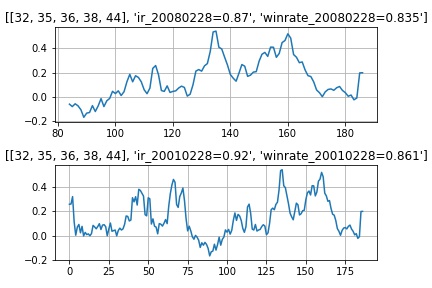 [[32, 35, 36, 38, 44], 'ir_20080228=0.87', 'winrate_20080228=0.835']
0.4
0.2
0.0
−0.2
80 100 120 140 160 180
[[32, 35, 36, 38, 44], 'ir_20010228=0.92', 'winrate_20010228=0.861']
0.4
0.2
0.0
−0.2
0 25 50 75 100 125 150 175